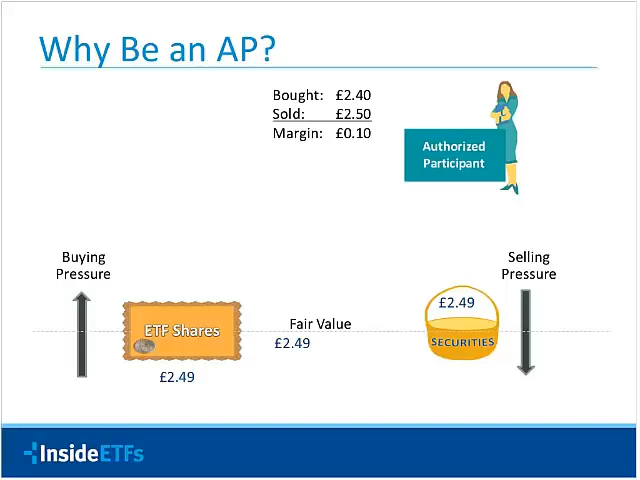 Why Be an AP?
Bought: £2.40
Sold: £2.50
Margin: £0.10
Authorized
Participant
Buying
Pressure
Selling
Pressure
£2.49
ETF Shares
Fair Value
£2.49
SECURITIES
£2.49
InsideETFs